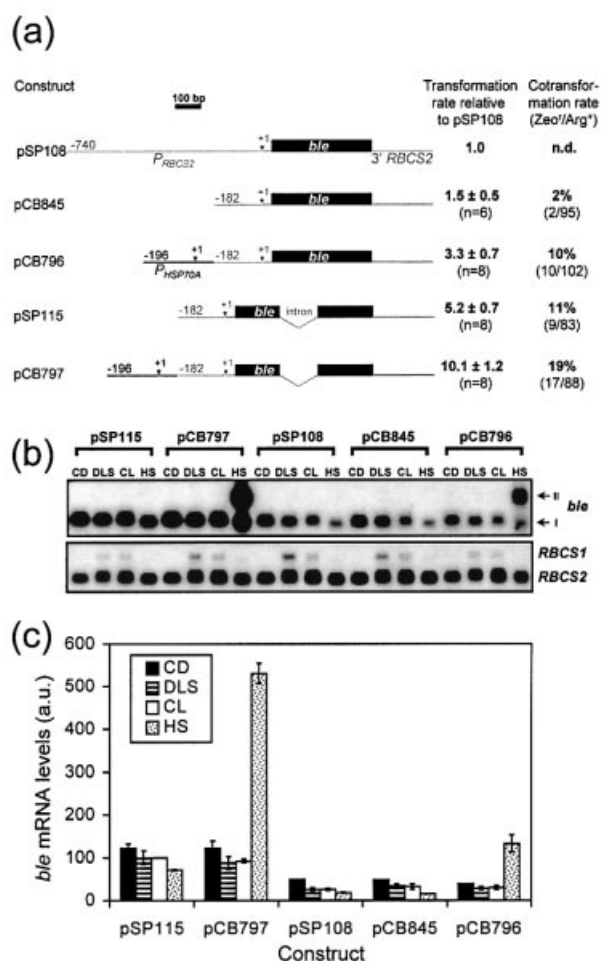 (a)
Construct
100 bp
Transformation rate relative to pSP108
Cotransfor-mation rate (Zeoʳ/Arg⁺)
pSP108
-740
P_RBCS2
+1
ble
3' RBCS2
1.0
n.d.
pCB845
-182
+1
ble
1.5 ± 0.5
(n=6)
2%
(2/95)
pCB796
-196
+1
P_HSP70A
-182
+1
ble
3.3 ± 0.7
(n=8)
10%
(10/102)
pSP115
-182
+1
ble
intron
5.2 ± 0.7
(n=8)
11%
(9/83)
pCB797
-196
+1
-182
+1
ble
10.1 ± 1.2
(n=8)
19%
(17/88)
(b)
pSP115 pCB797 pSP108 pCB845 pCB796
CD DLS CL HS CD DLS CL HS CD DLS CL HS CD DLS CL HS CD DLS CL HS
II
ble
I
RBCS1
RBCS2
(c)
ble mRNA levels (a.u.)
600
500
400
300
200
100
0
CD
DLS
CL
HS
pSP115 pCB797 pSP108 pCB845 pCB796
Construct